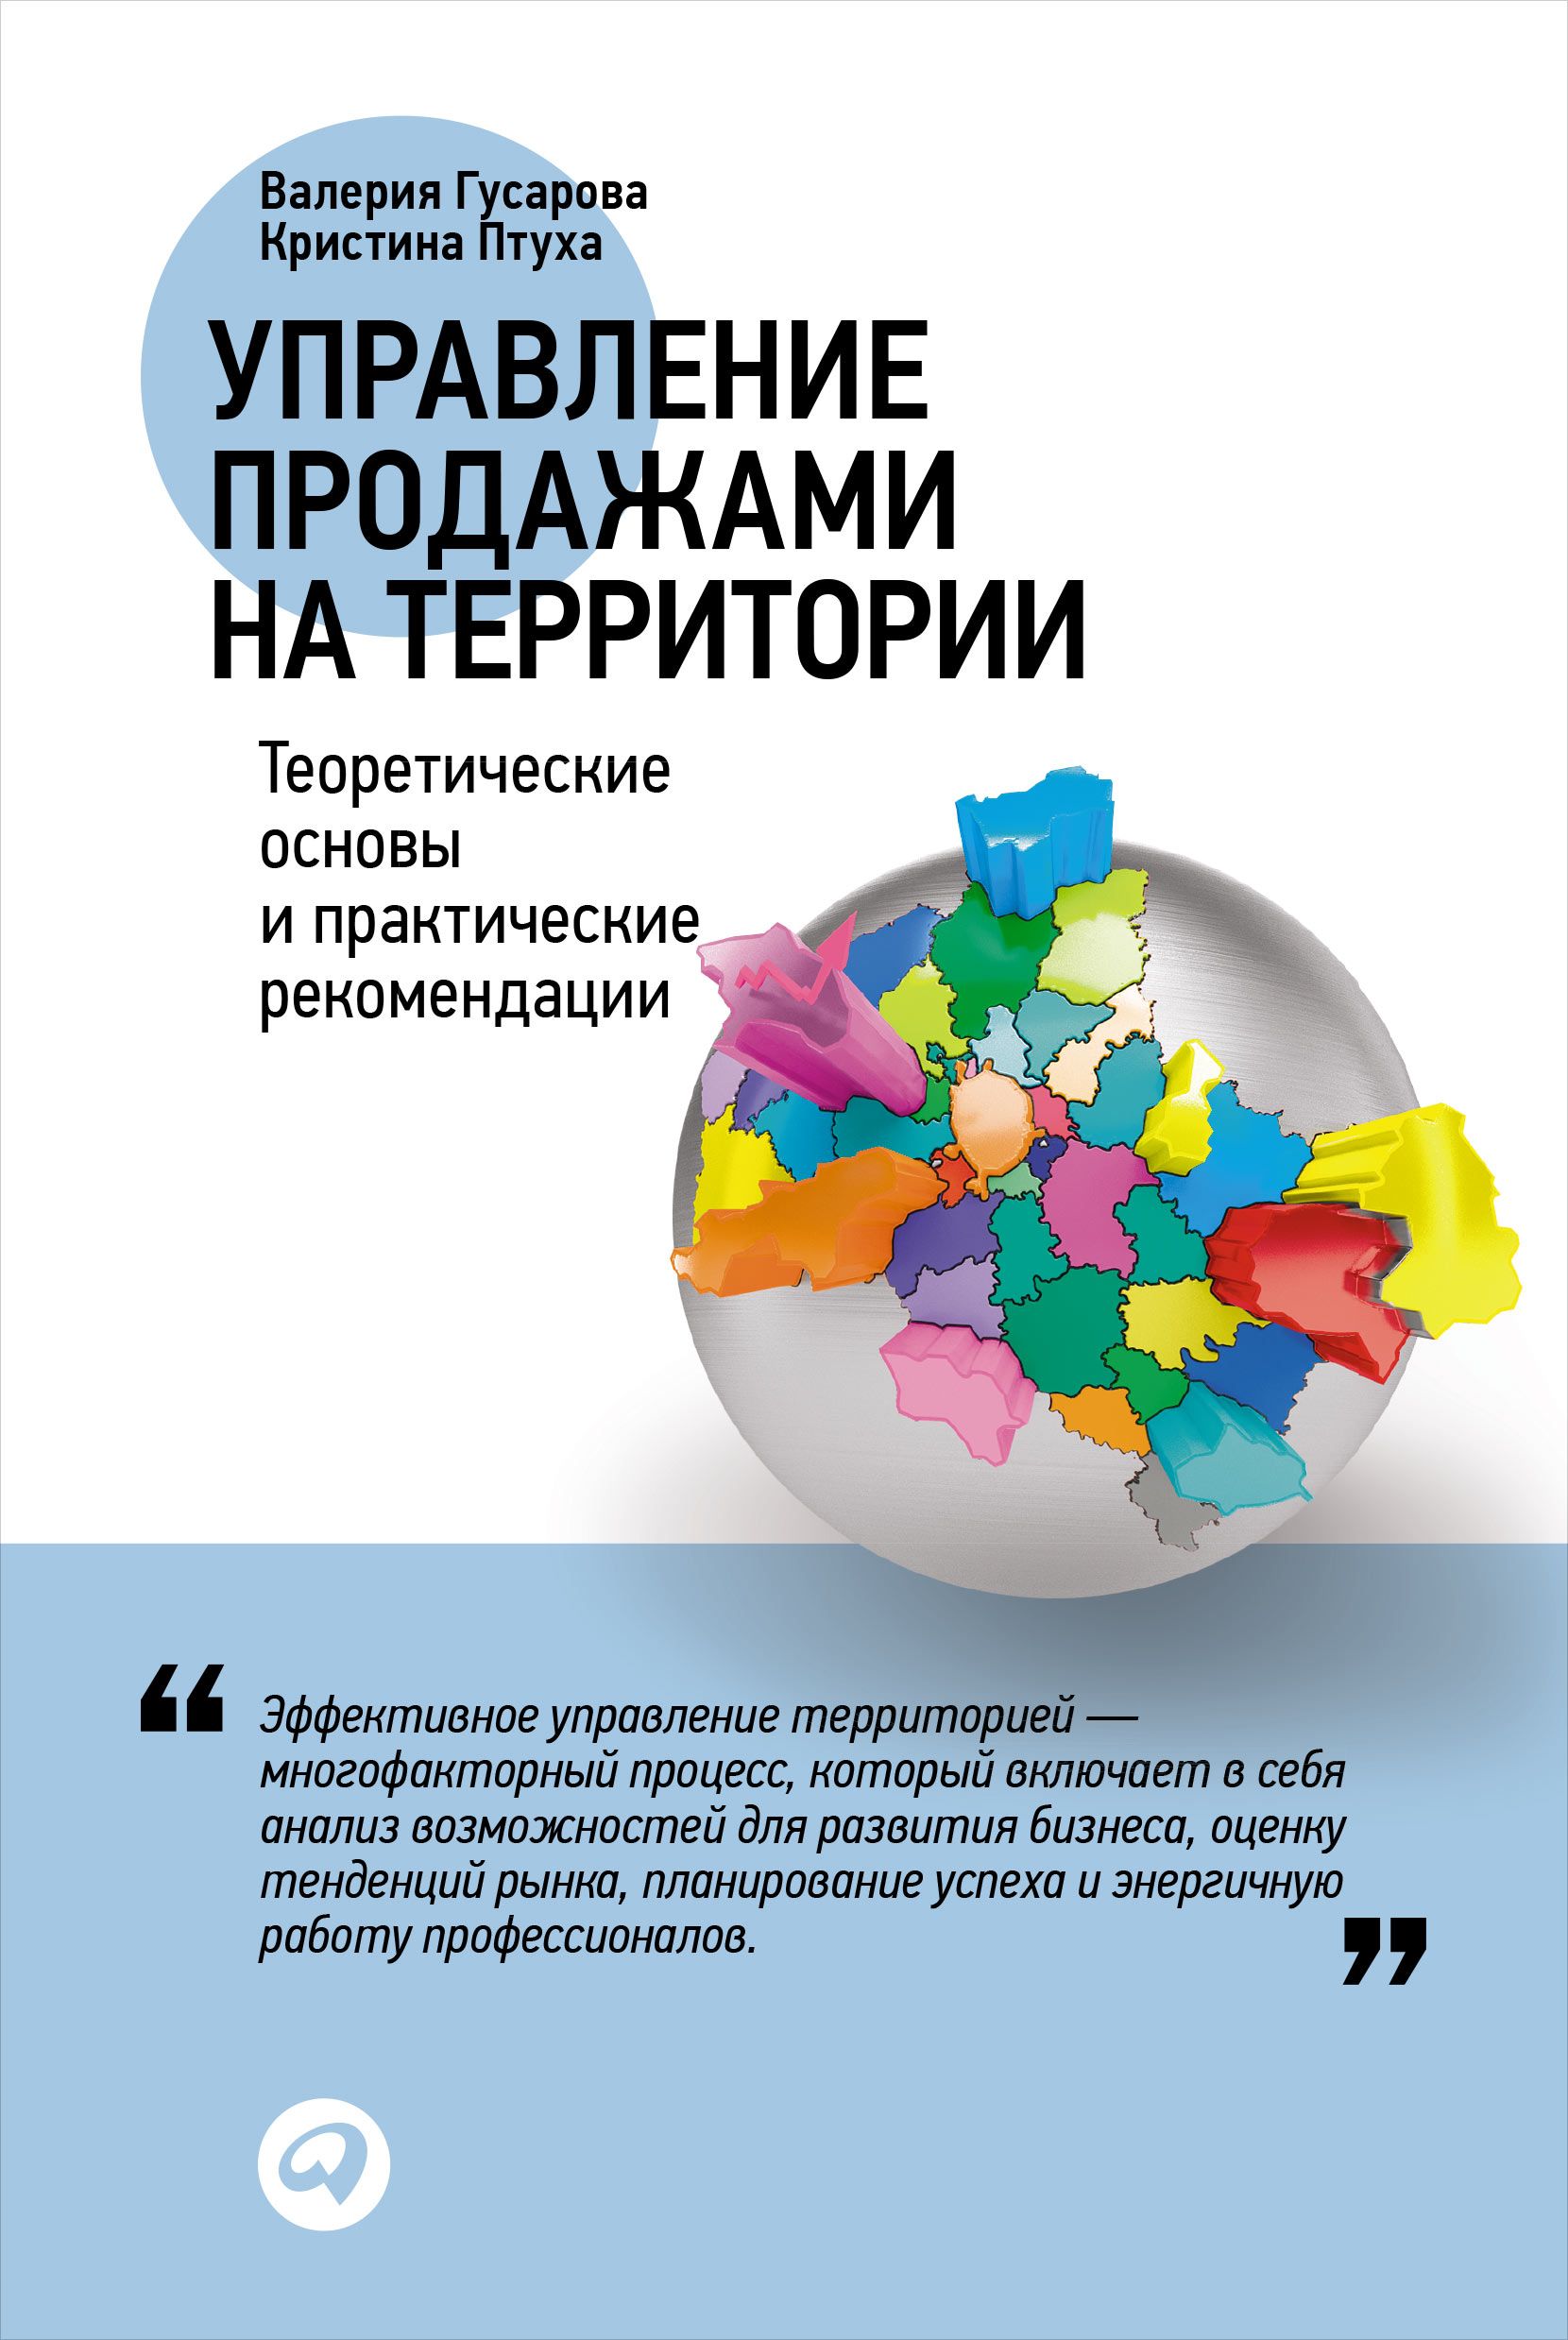 Валерия Гусарова
Кристина Птуха
УПРАВЛЕНИЕ
ПРОДАЖАМИ
НА ТЕРРИТОРИИ
Теоретические
основы
и практические
рекомендации
“Эффективное управление территорией —
многофакторный процесс, который включает в себя
анализ возможностей для развития бизнеса, оценку
тенденций рынка, планирование успеха и энергичную
работу профессионалов.”